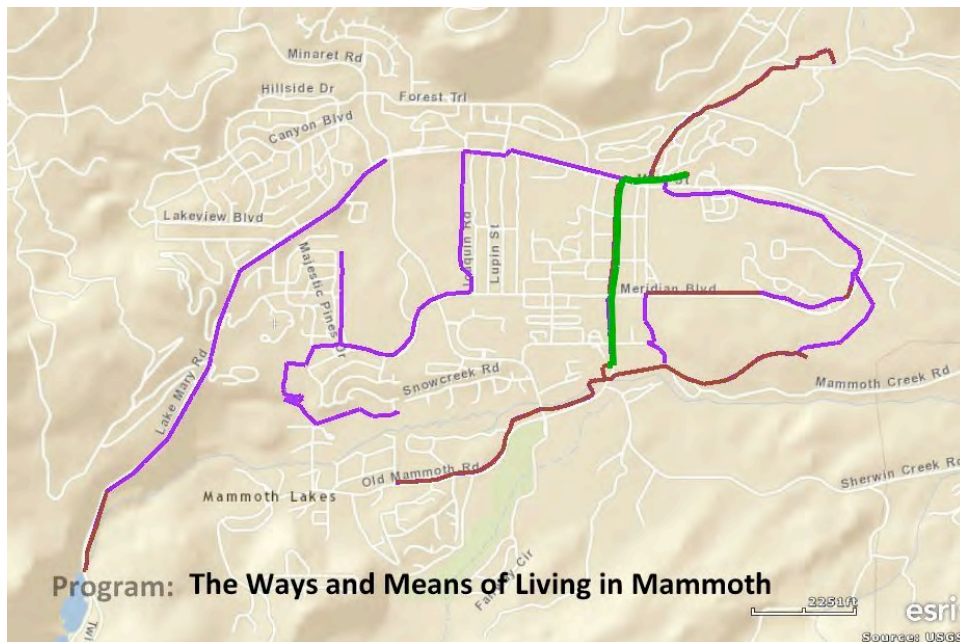 Minaret Rd
Hillside Dr
Forest Trl
Canyon Blvd
Lakeview Blvd
Majestic Pines Dr
Joaquin Rd
Lupin St
Meridian Blvd
Lake Mary Rd
Snowcreek Rd
Mammoth Creek Rd
Old Mammoth Rd
Sherwin Creek Rd
Mammoth Lakes
Program: The Ways and Means of Living in Mammoth
2251ft
esri
Source: USGS